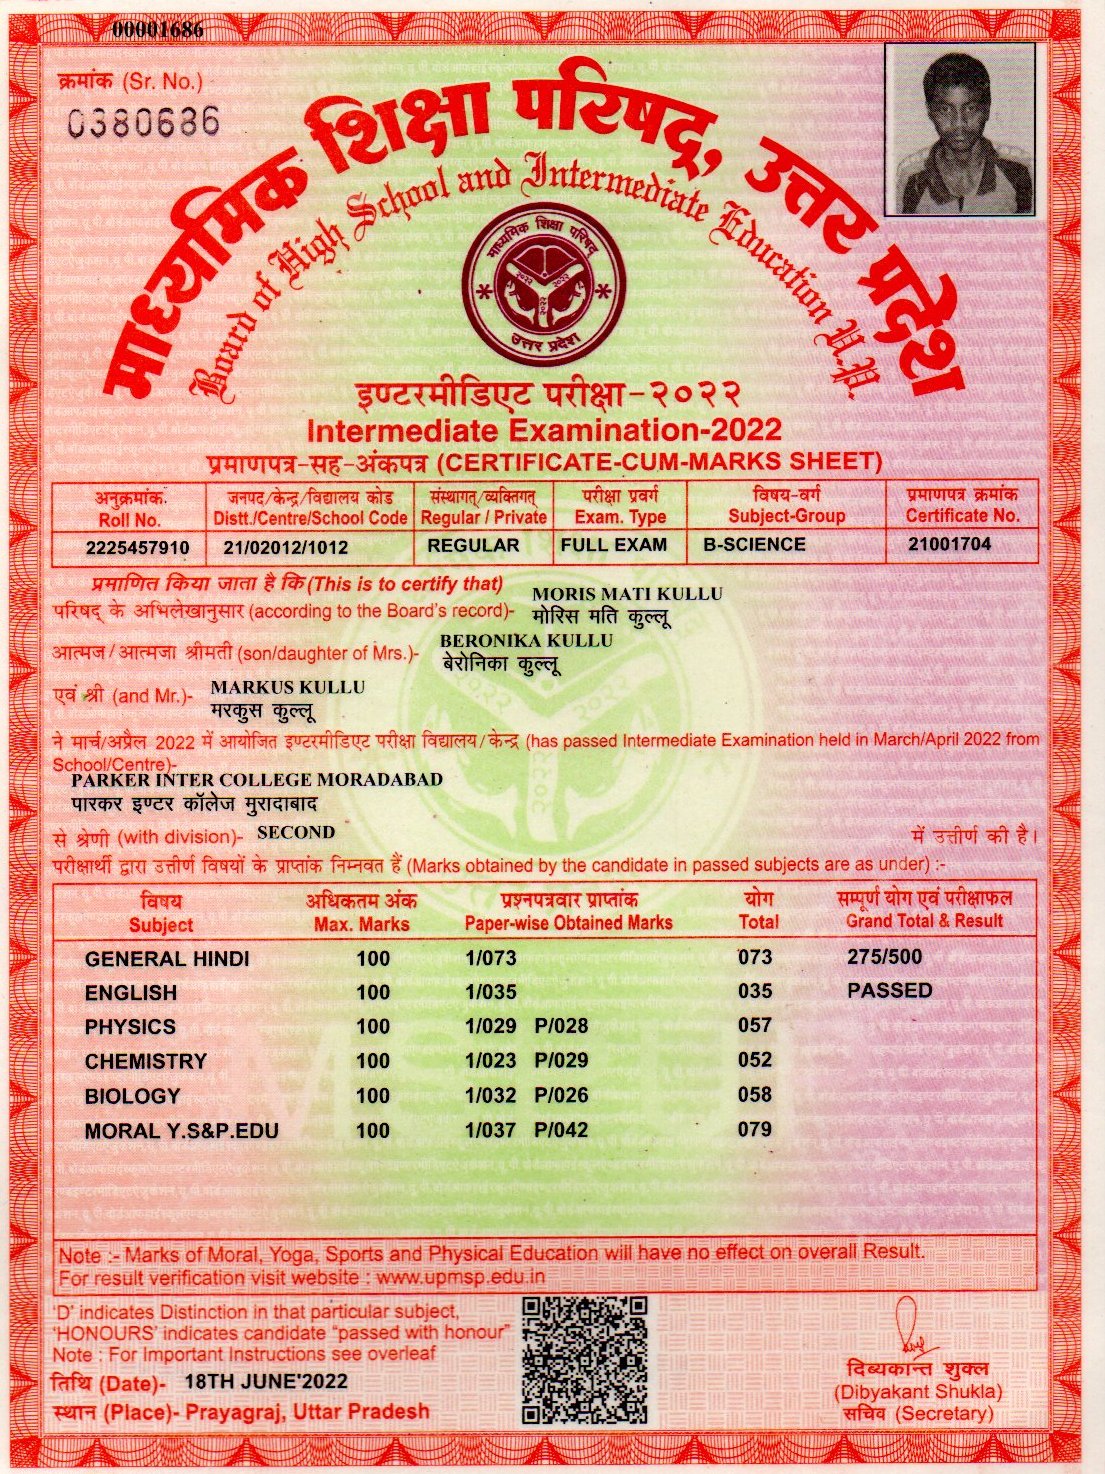 00001686
क्रमांक (Sr. No.)
0380686
माध्यमिक शिक्षा परिषद्, उत्तर प्रदेश
Board of High School and Intermediate Education U.P.
माध्यमिक शिक्षा परिषद्
२०२२ २०२२
२०२२
उत्तर प्रदेश
इण्टरमीडिएट परीक्षा-२०२२
Intermediate Examination-2022
प्रमाणपत्र-सह-अंकपत्र (CERTIFICATE-CUM-MARKS SHEET)
अनुक्रमांक. जनपद/केन्द्र/विद्यालय कोड संस्थागत्/व्यक्तिगत् परीक्षा प्रवर्ग विषय-वर्ग प्रमाणपत्र क्रमांक
Roll No. Distt./Centre/School Code Regular / Private Exam. Type Subject-Group Certificate No.
2225457910 21/02012/1012 REGULAR FULL EXAM B-SCIENCE 21001704
प्रमाणित किया जाता है कि (This is to certify that)
MORIS MATI KULLU
परिषद् के अभिलेखानुसार (according to the Board's record)- मोरिस मति कुल्लू
BERONIKA KULLU
आत्मज/आत्मजा श्रीमती (son/daughter of Mrs.)- बेरोनिका कुल्लू
MARKUS KULLU
एवं श्री (and Mr.)- मरकुस कुल्लू
ने मार्च/अप्रैल 2022 में आयोजित इण्टरमीडिएट परीक्षा विद्यालय/केन्द्र (has passed Intermediate Examination held in March/April 2022 from
School/Centre)-
PARKER INTER COLLEGE MORADABAD
पारकर इण्टर कॉलेज मुरादाबाद
से श्रेणी (with division)- SECOND में उत्तीर्ण की है।
परीक्षार्थी द्वारा उत्तीर्ण विषयों के प्राप्तांक निम्नवत हैं (Marks obtained by the candidate in passed subjects are as under) :-
विषय अधिकतम अंक प्रश्नपत्रवार प्राप्तांक योग सम्पूर्ण योग एवं परीक्षाफल
Subject Max. Marks Paper-wise Obtained Marks Total Grand Total & Result
GENERAL HINDI 100 1/073 073 275/500
ENGLISH 100 1/035 035 PASSED
PHYSICS 100 1/029 P/028 057
CHEMISTRY 100 1/023 P/029 052
BIOLOGY 100 1/032 P/026 058
MORAL Y.S&P.EDU 100 1/037 P/042 079
Note :- Marks of Moral, Yoga, Sports and Physical Education will have no effect on overall Result.
For result verification visit website : www.upmsp.edu.in
'D' indicates Distinction in that particular subject,
'HONOURS' indicates candidate "passed with honour"
Note : For Important Instructions see overleaf
तिथि (Date)- 18TH JUNE'2022
स्थान (Place)- Prayagraj, Uttar Pradesh
दिव्यकान्त शुक्ल
(Dibyakant Shukla)
सचिव (Secretary)